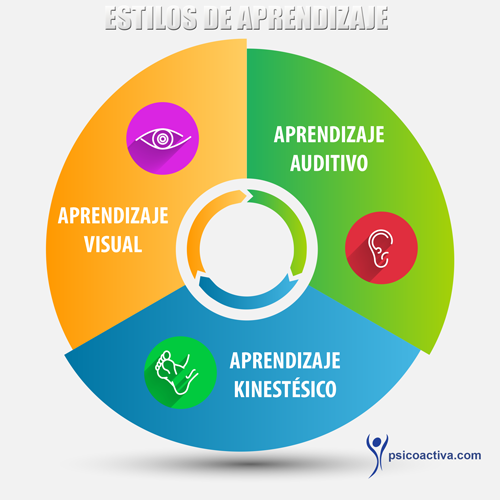 ESTILOS DE APRENDIZAJE
APRENDIZAJE
AUDITIVO
APRENDIZAJE
VISUAL
APRENDIZAJE
KINESTÉSICO
psicoactiva.com